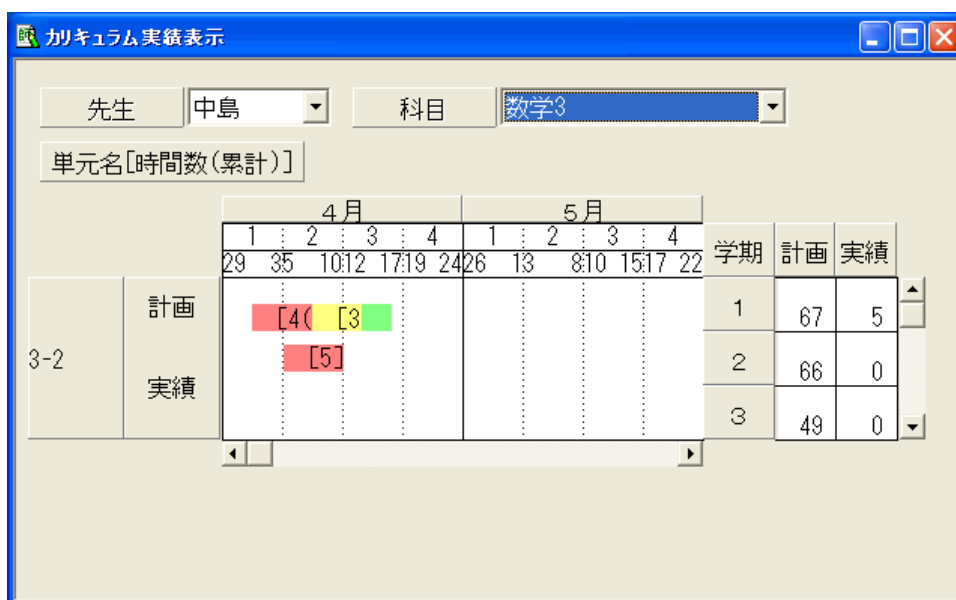 カリキュラム実績表示
先生 中島 科目 数学3
単元名[時間数(累計)]
4月 5月
1 2 3 4 1 2 3 4
29 3 5 10 12 17 19 24 26 1 3 8 10 15 17 22
学期 計画 実績
3-2
計画 [4( [3
実績 [5]
1 67 5
2 66 0
3 49 0